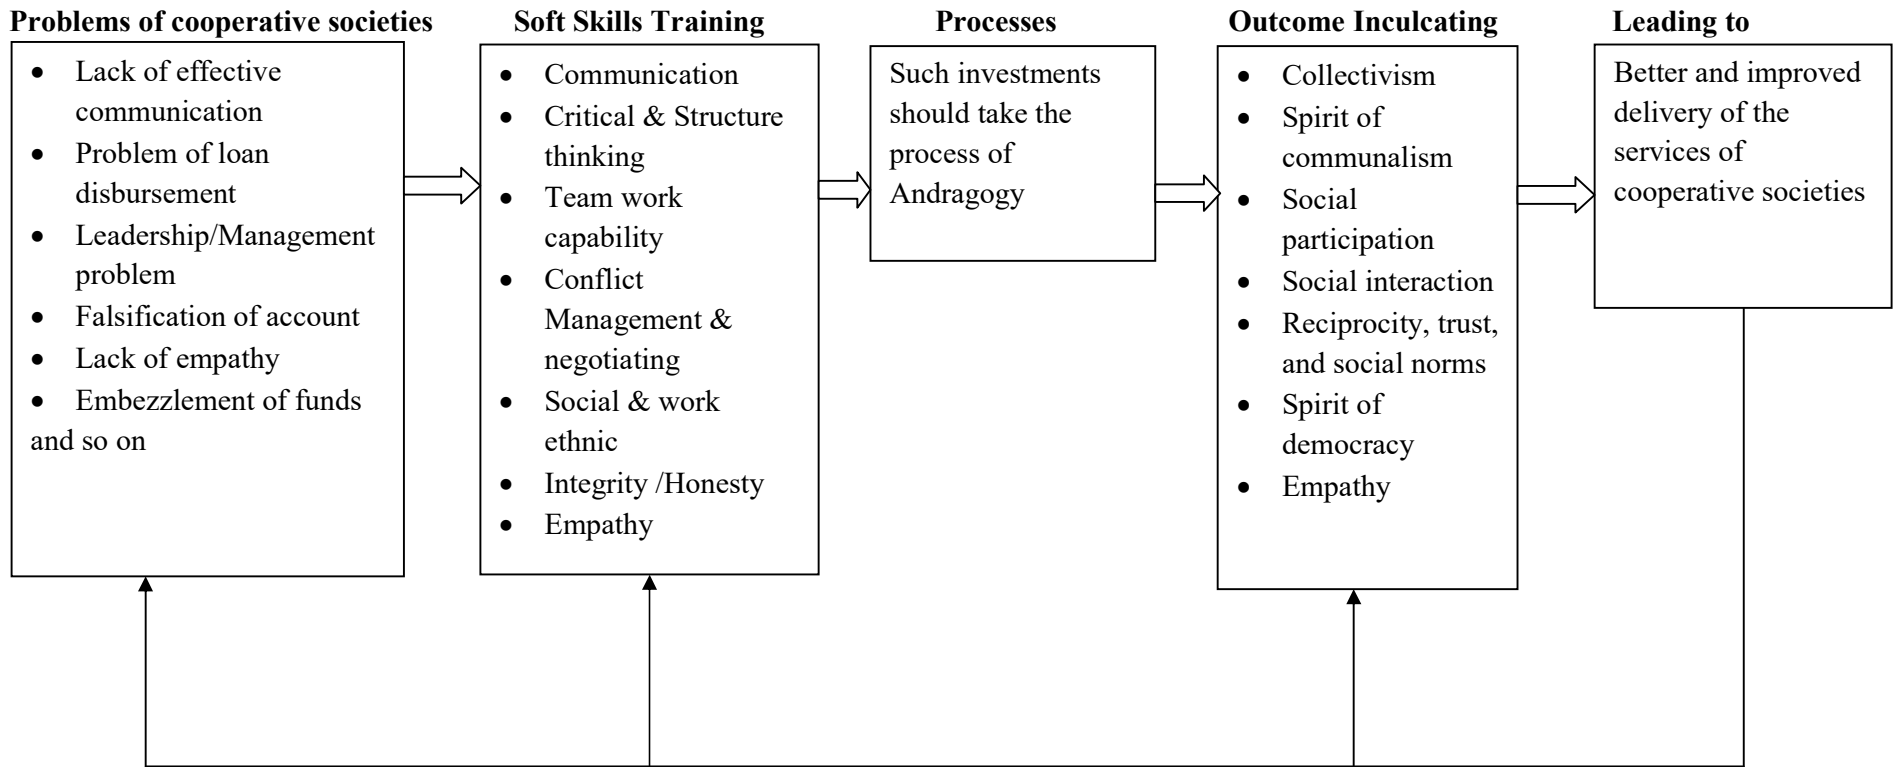 Problems of cooperative societies
• Lack of effective
communication
• Problem of loan
disbursement
• Leadership/Management
problem
• Falsification of account
• Lack of empathy
• Embezzlement of funds
and so on
Soft Skills Training
• Communication
• Critical & Structure
thinking
• Team work
capability
• Conflict
Management &
negotiating
• Social & work
ethnic
• Integrity /Honesty
• Empathy
Processes
Such investments
should take the
process of
Andragogy
Outcome Inculcating
• Collectivism
• Spirit of
communalism
• Social
participation
• Social interaction
• Reciprocity, trust,
and social norms
• Spirit of
democracy
• Empathy
Leading to
Better and improved
delivery of the
services of
cooperative societies